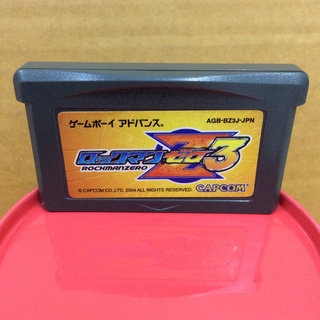 ゲームボーイ アドバンス
AGB-BZ3J-JPN
ロックマン ゼロ3
ROCKMANZERO
© CAPCOM CO., LTD. 2004 ALL RIGHTS RESERVED.
CAPCOM